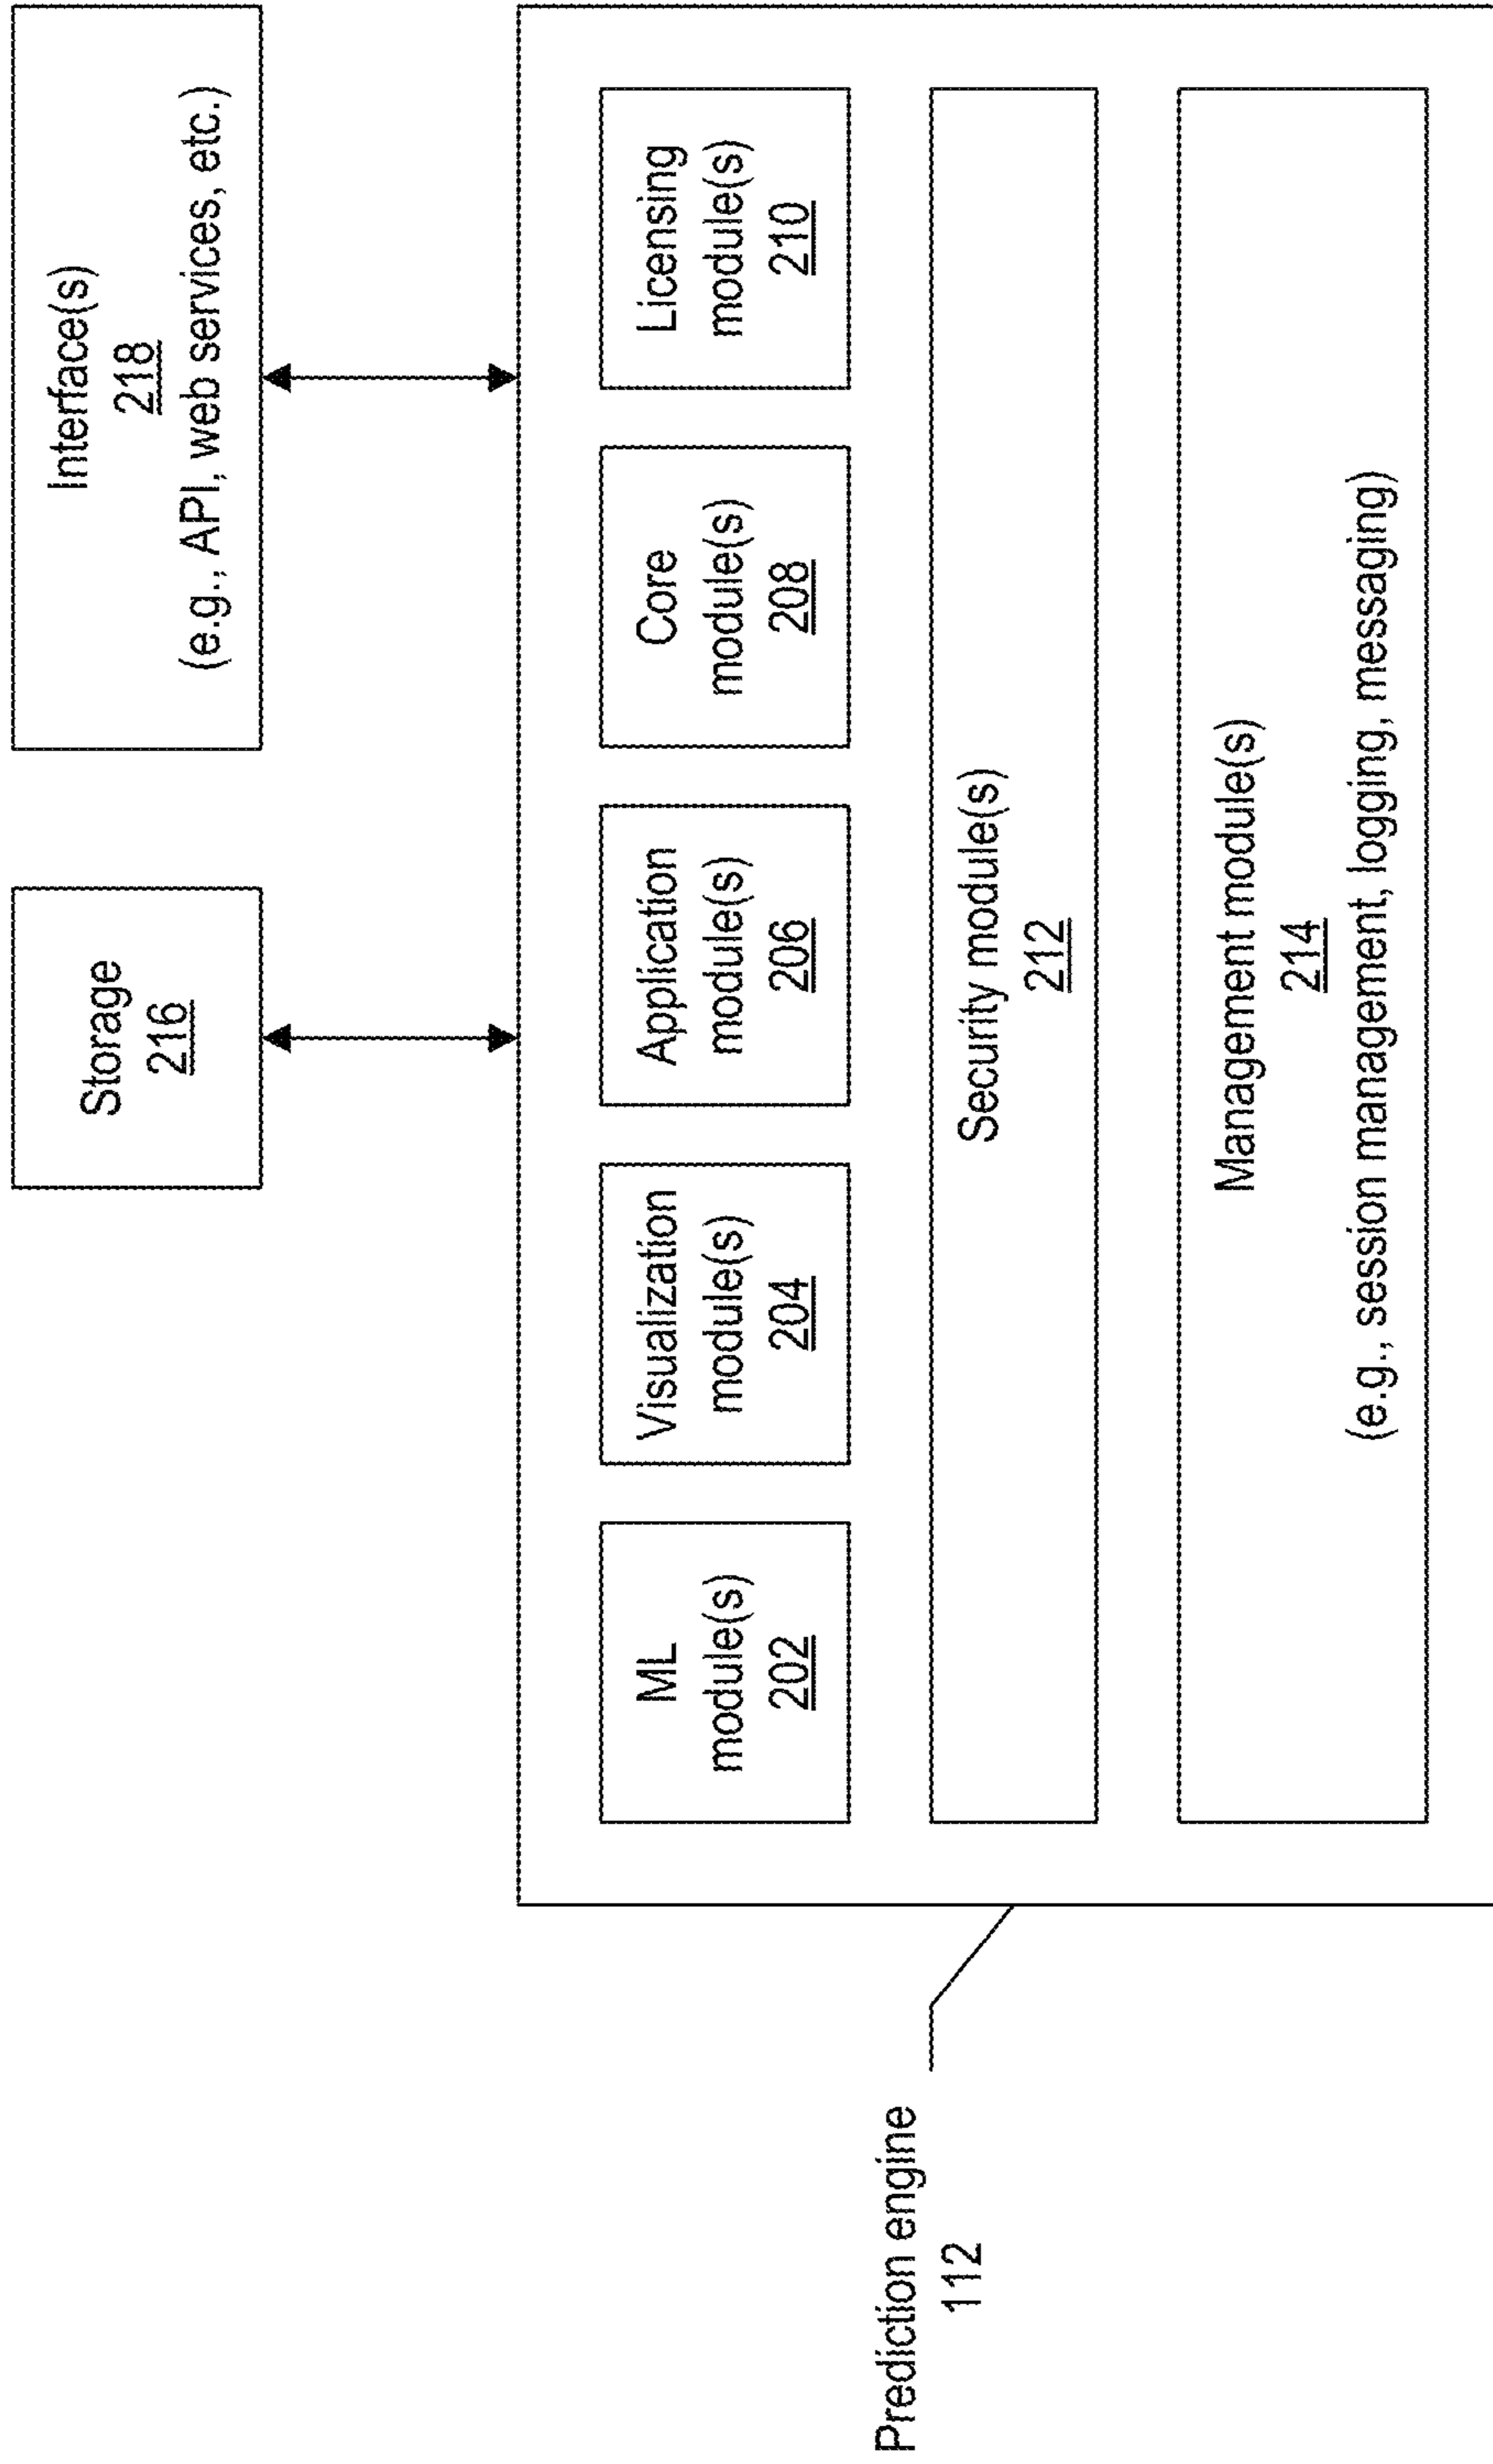 Storage
216
Interface(s)
218
(e.g., API, web services, etc.)
Prediction engine
112
ML
module(s)
202
Visualization
module(s)
204
Application
module(s)
206
Core
module(s)
208
Licensing
module(s)
210
Security module(s)
212
Management module(s)
214
(e.g., session management, logging, messaging)